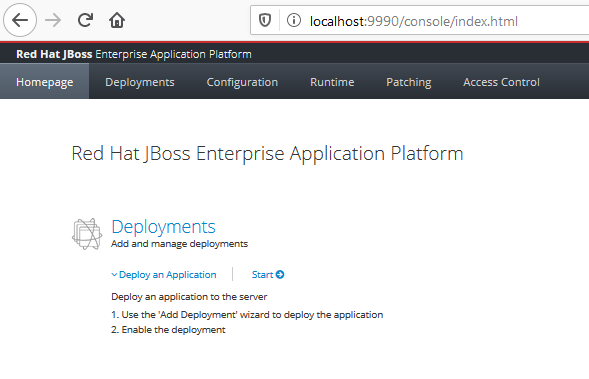 localhost:9990/console/index.html
Red Hat JBoss Enterprise Application Platform
Homepage Deployments Configuration Runtime Patching Access Control
Red Hat JBoss Enterprise Application Platform
Deployments
Add and manage deployments
Deploy an Application Start
Deploy an application to the server
1. Use the 'Add Deployment' wizard to deploy the application
2. Enable the deployment